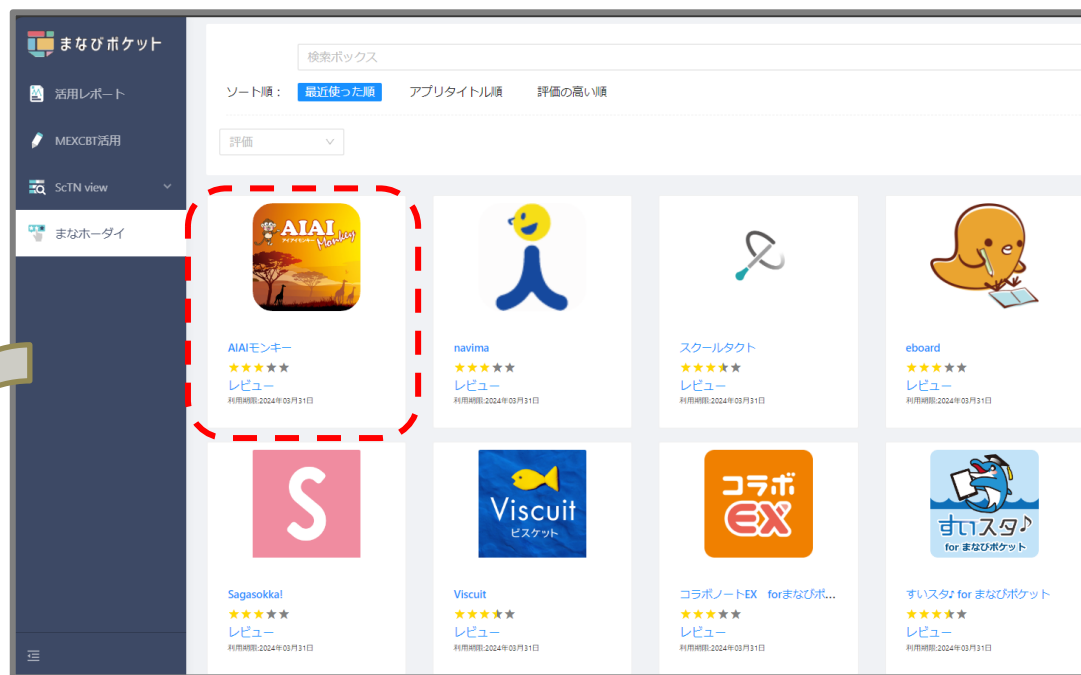 まなびポケット
活用レポート
MEXCBT活用
ScTN view
まなホーダイ
検索ボックス
ソート順： 最近使った順 アプリタイトル順 評価の高い順
評価
AIAI
アイアイモンキー
Monkey
AIAIモンキー
レビュー
利用期限:2024年03月31日
navima
レビュー
利用期限:2024年03月31日
スクールタクト
レビュー
利用期限:2024年03月31日
eboard
レビュー
利用期限:2024年03月31日
S
Sagasokka!
レビュー
利用期限:2024年03月31日
Viscuit
ビスケット
Viscuit
レビュー
利用期限:2024年03月31日
コラボ
EX
コラボノートEX forまなびポ...
レビュー
利用期限:2024年03月31日
すいスタ♪
for まなびポケット
すいスタ♪ for まなびポケット
レビュー
利用期限:2024年03月31日